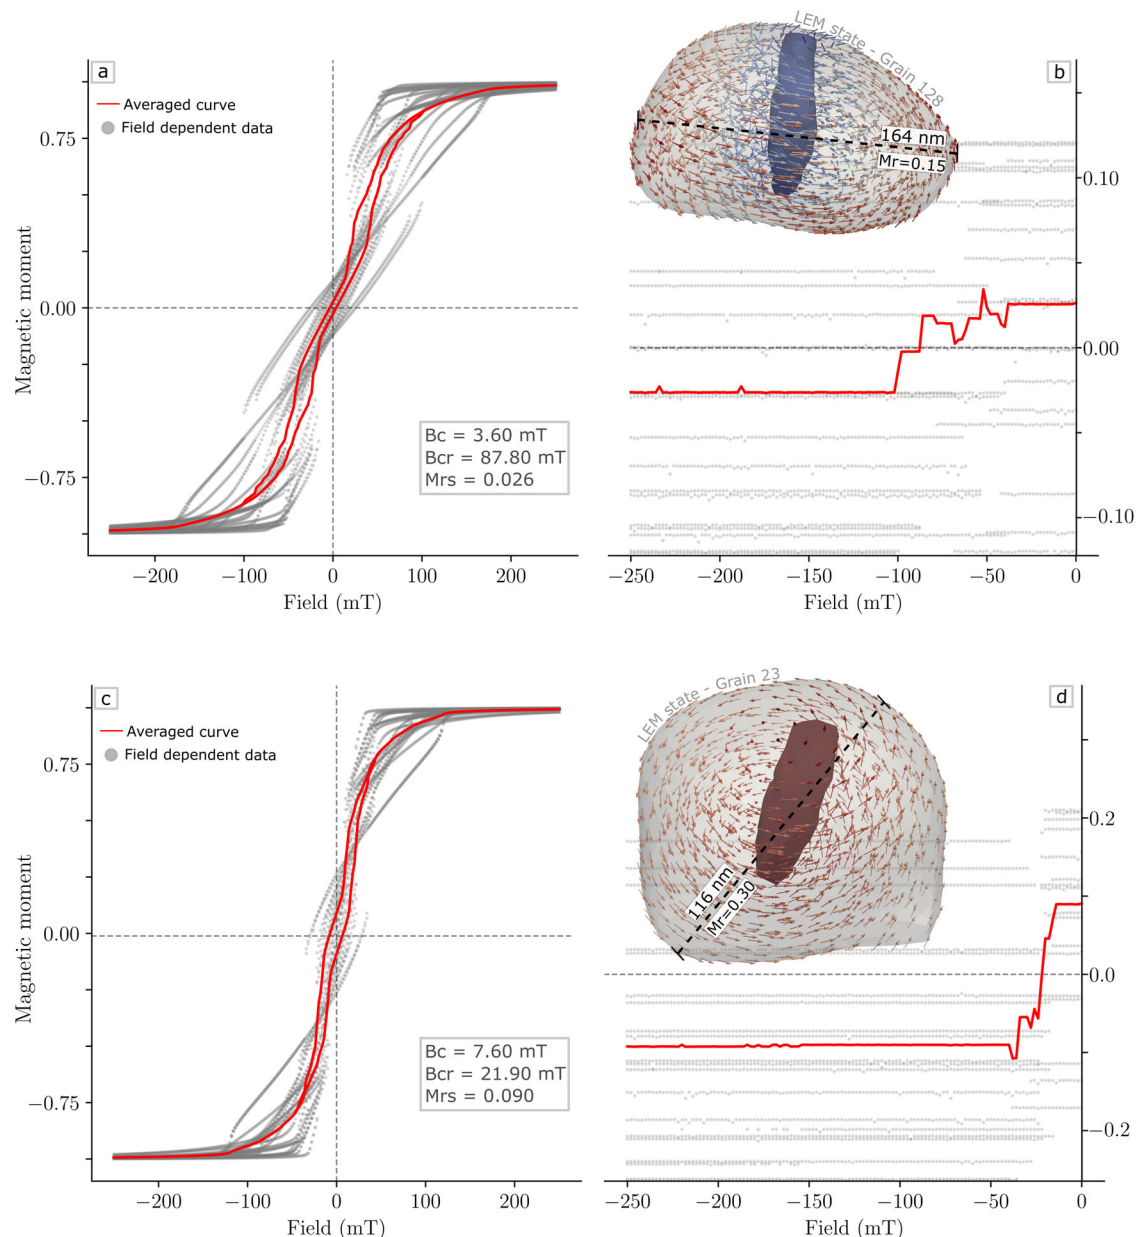 a
Averaged curve
Field dependent data
0.75
0.00
−0.75
Magnetic moment
Bc = 3.60 mT
Bcr = 87.80 mT
Mrs = 0.026
−200
−100
0
100
200
Field (mT)
b
LEM state - Grain 128
164 nm
Mr=0.15
0.10
0.00
−0.10
−250
−200
−150
−100
−50
0
Field (mT)
c
Averaged curve
Field dependent data
0.75
0.00
−0.75
Magnetic moment
Bc = 7.60 mT
Bcr = 21.90 mT
Mrs = 0.090
−200
−100
0
100
200
Field (mT)
d
LEM state - Grain 23
116 nm
Mr=0.30
0.2
0.0
−0.2
−250
−200
−150
−100
−50
0
Field (mT)